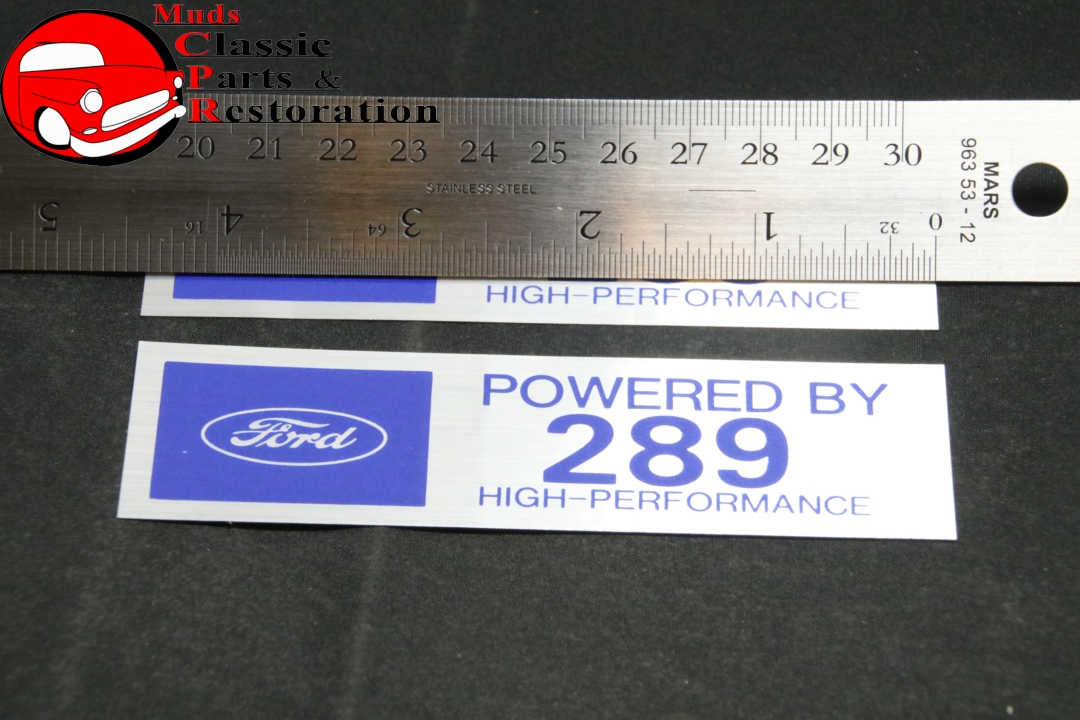 Muds
Classic
Parts &
Restoration
20 21 22 23 24 25 26 27 28 29 30
STAINLESS STEEL
MARS
963 53 - 12
5 16 4 64 3 2 1 32 0
HIGH-PERFORMANCE
Ford
POWERED BY
289
HIGH-PERFORMANCE